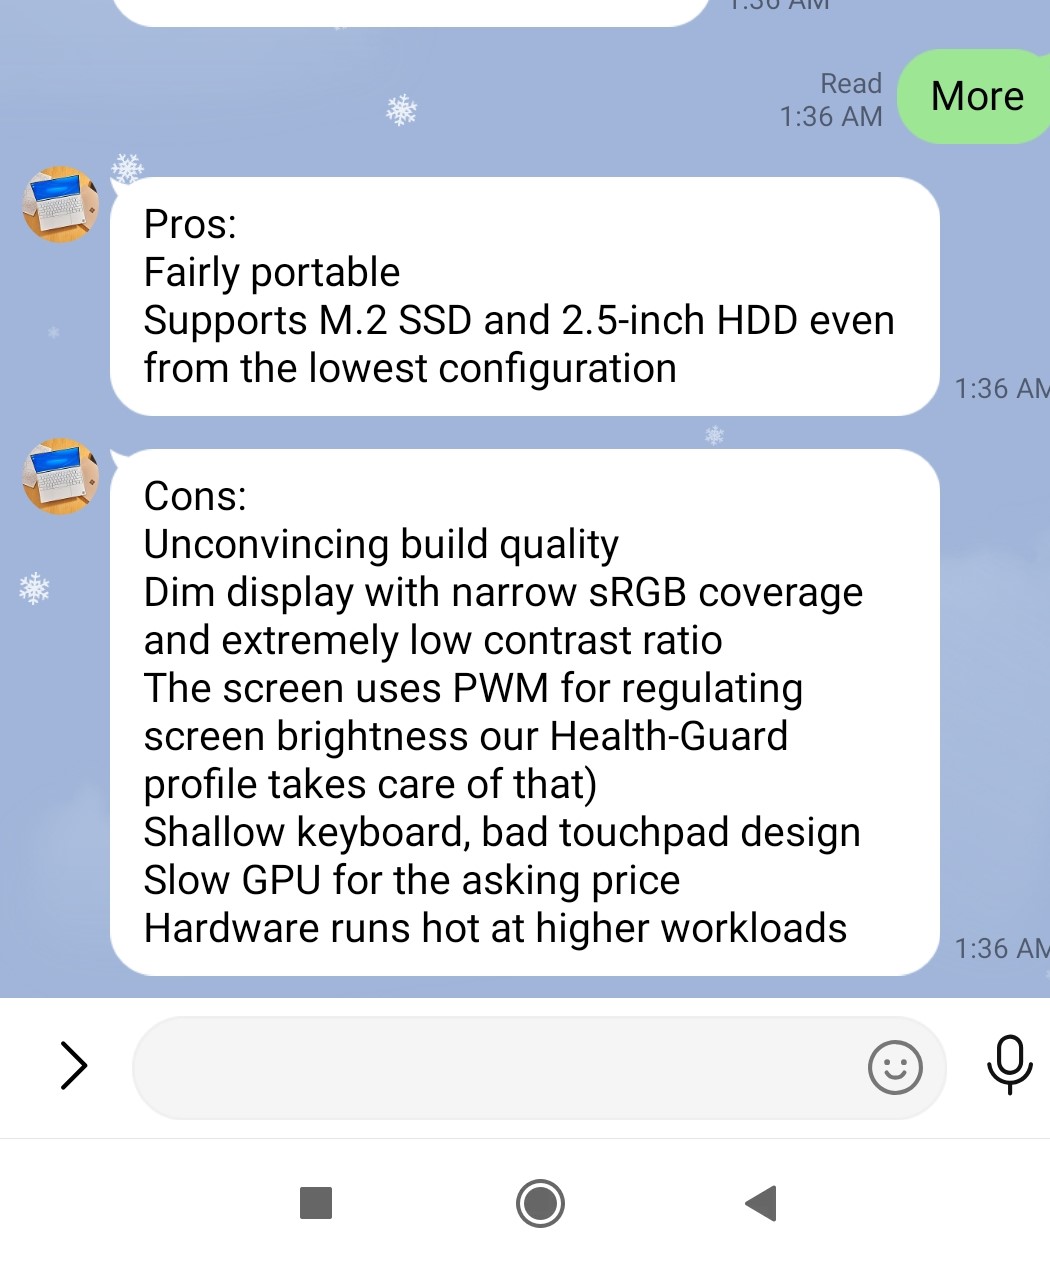 1:36 AM
Read
1:36 AM
More
Pros:
Fairly portable
Supports M.2 SSD and 2.5-inch HDD even
from the lowest configuration
1:36 AM
Cons:
Unconvincing build quality
Dim display with narrow sRGB coverage
and extremely low contrast ratio
The screen uses PWM for regulating
screen brightness our Health-Guard
profile takes care of that)
Shallow keyboard, bad touchpad design
Slow GPU for the asking price
Hardware runs hot at higher workloads
1:36 AM